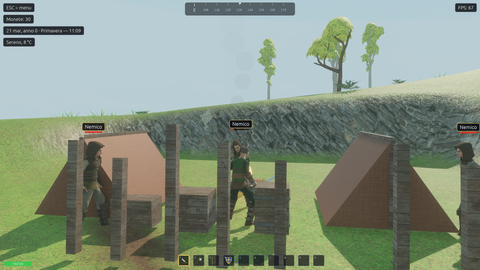 ESC = menu
Monete: 30
21 mar, anno 0 · Primavera — 11:09
Sereno, 8 °C
FPS: 67
Nemico
Nemico
Nemico